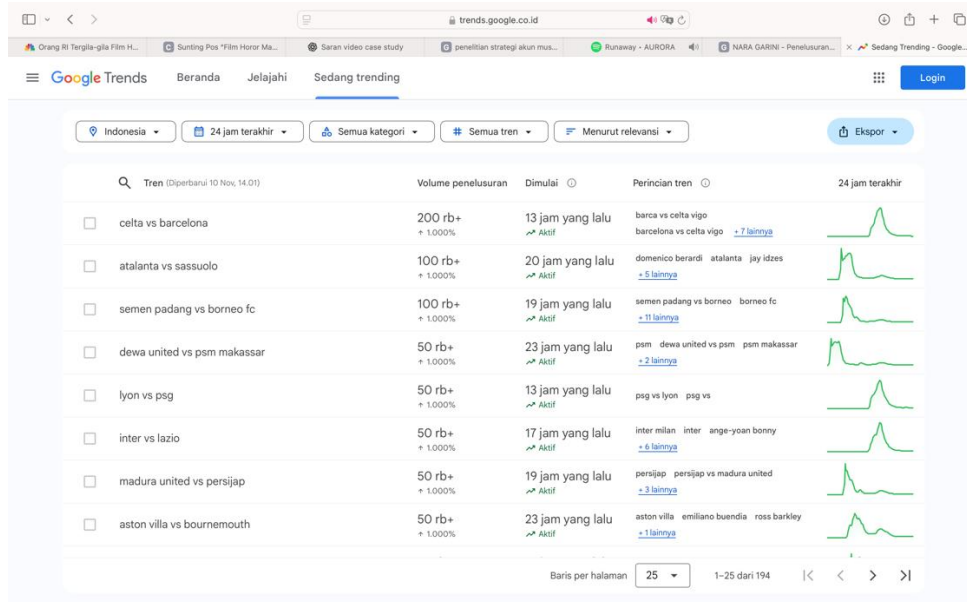 trends.google.co.id
Orang RI Tergila-gila Film H...
Sunting Pos "Film Horor Ma...
Saran video case study
penelitian strategi akun mus...
Runaway • AURORA
NARA GARINI - Penelusuran...
Sedang Trending - Google...
Google Trends
Beranda
Jelajahi
Sedang trending
Login
Indonesia
24 jam terakhir
Semua kategori
Semua tren
Menurut relevansi
Ekspor
Tren (Diperbarui 10 Nov, 14.01)
Volume penelusuran
Dimulai
Perincian tren
24 jam terakhir
celta vs barcelona
200 rb+
↑ 1.000%
13 jam yang lalu
Aktif
barca vs celta vigo
barcelona vs celta vigo + 7 lainnya
atalanta vs sassuolo
100 rb+
↑ 1.000%
20 jam yang lalu
Aktif
domenico berardi atalanta jay idzes
+ 5 lainnya
semen padang vs borneo fc
100 rb+
↑ 1.000%
19 jam yang lalu
Aktif
semen padang vs borneo borneo fc
+ 11 lainnya
dewa united vs psm makassar
50 rb+
↑ 1.000%
23 jam yang lalu
Aktif
psm dewa united vs psm psm makassar
+ 2 lainnya
lyon vs psg
50 rb+
↑ 1.000%
13 jam yang lalu
Aktif
psg vs lyon psg vs
inter vs lazio
50 rb+
↑ 1.000%
17 jam yang lalu
Aktif
inter milan inter ange-yoan bonny
+ 6 lainnya
madura united vs persijap
50 rb+
↑ 1.000%
19 jam yang lalu
Aktif
persijap persijap vs madura united
+ 3 lainnya
aston villa vs bournemouth
50 rb+
↑ 1.000%
23 jam yang lalu
Aktif
aston villa emiliano buendia ross barkley
+ 1 lainnya
Baris per halaman
25
1–25 dari 194